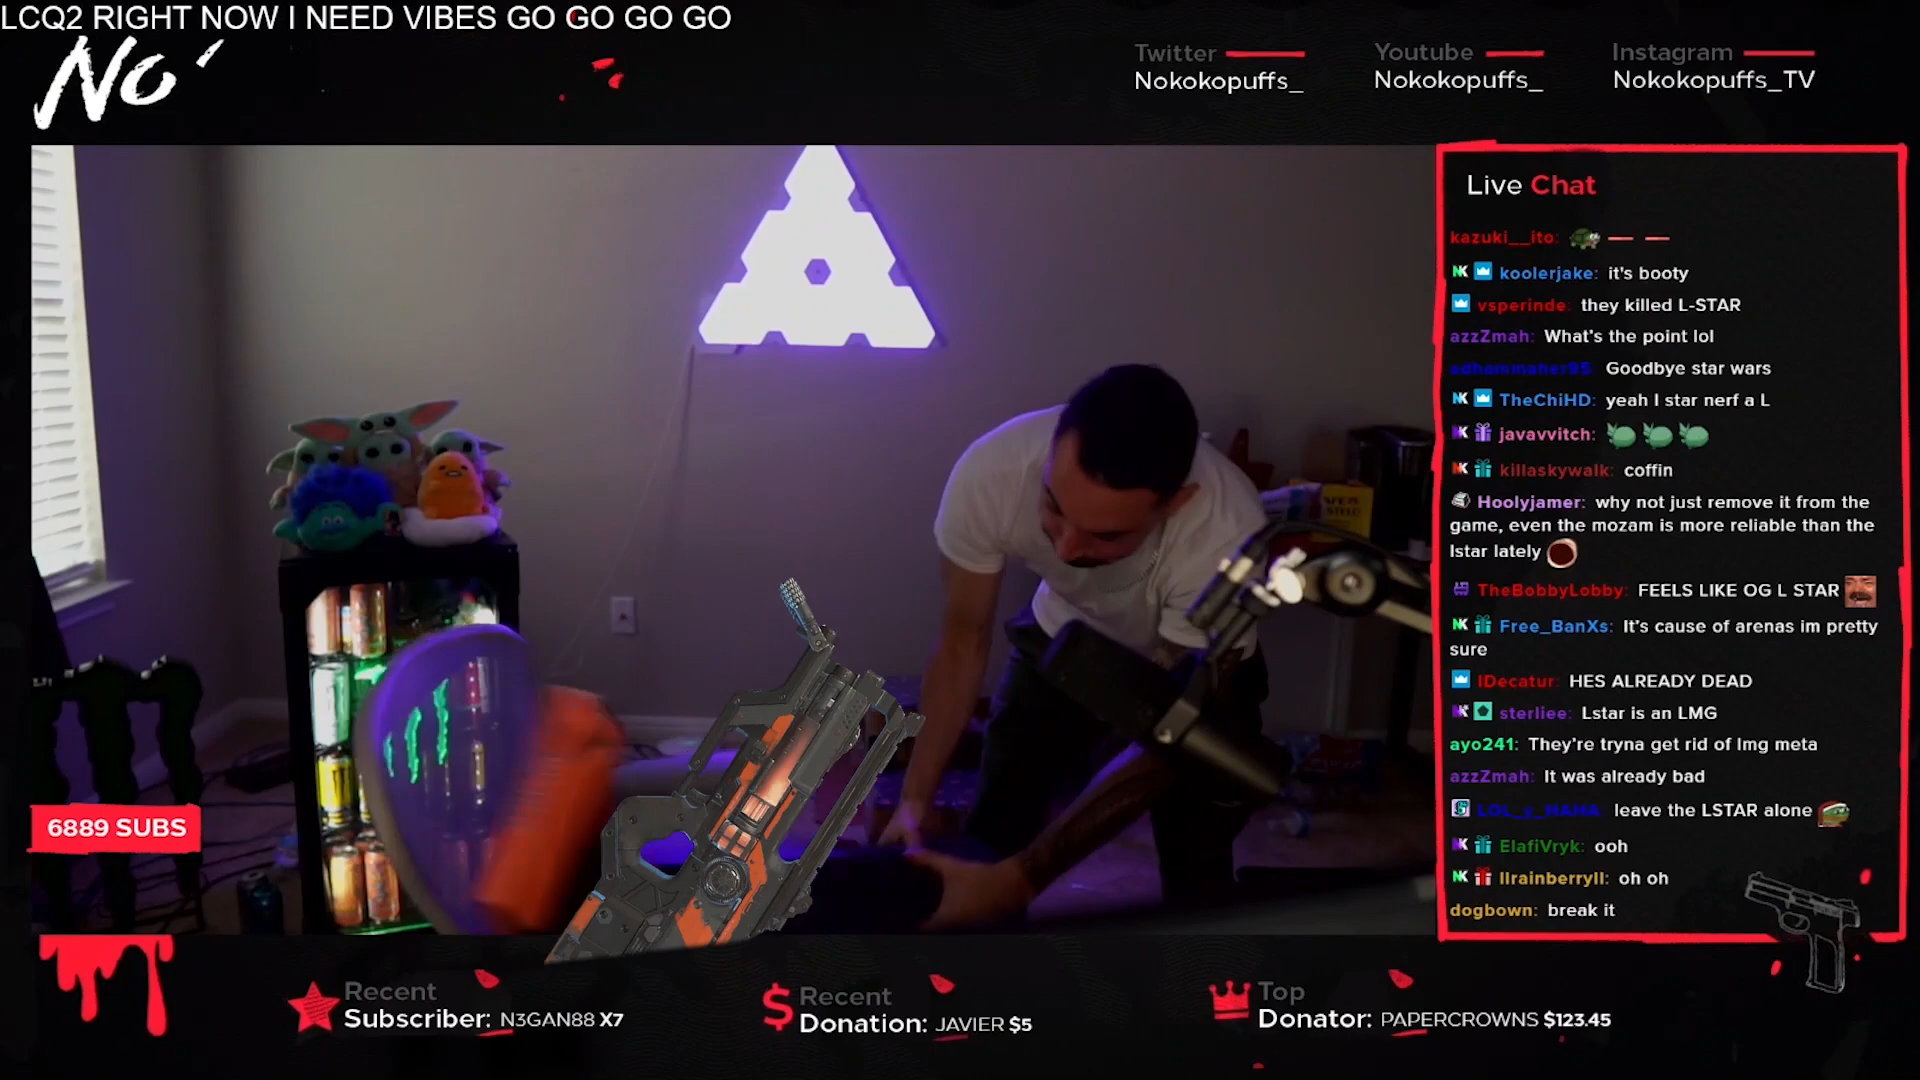 LCQ2 RIGHT NOW I NEED VIBES GO GO GO GO
No
Twitter
Nokokopuffs_
Youtube
Nokokopuffs_
Instagram
Nokokopuffs_TV
Live Chat
kazuki__ito:
koolerjake: it's booty
vsperinde: they killed L-STAR
azzZmah: What's the point lol
edhammaher95: Goodbye star wars
TheChiHD: yeah I star nerf a L
javavvitch:
killaskywalk: coffin
Hoolyjamer: why not just remove it from the
game, even the mozam is more reliable than the
lstar lately
TheBobbyLobby: FEELS LIKE OG L STAR
Free_BanXs: It's cause of arenas im pretty
sure
IDecatur: HES ALREADY DEAD
sterliee: Lstar is an LMG
ayo241: They're tryna get rid of lmg meta
azzZmah: It was already bad
LOL_y_HAHA leave the LSTAR alone
ElafiVryk: ooh
llrainberryll: oh oh
dogbown: break it
6889 SUBS
Recent
Subscriber: N3GAN88 X7
Recent
Donation: JAVIER $5
Top
Donator: PAPERCROWNS $123.45